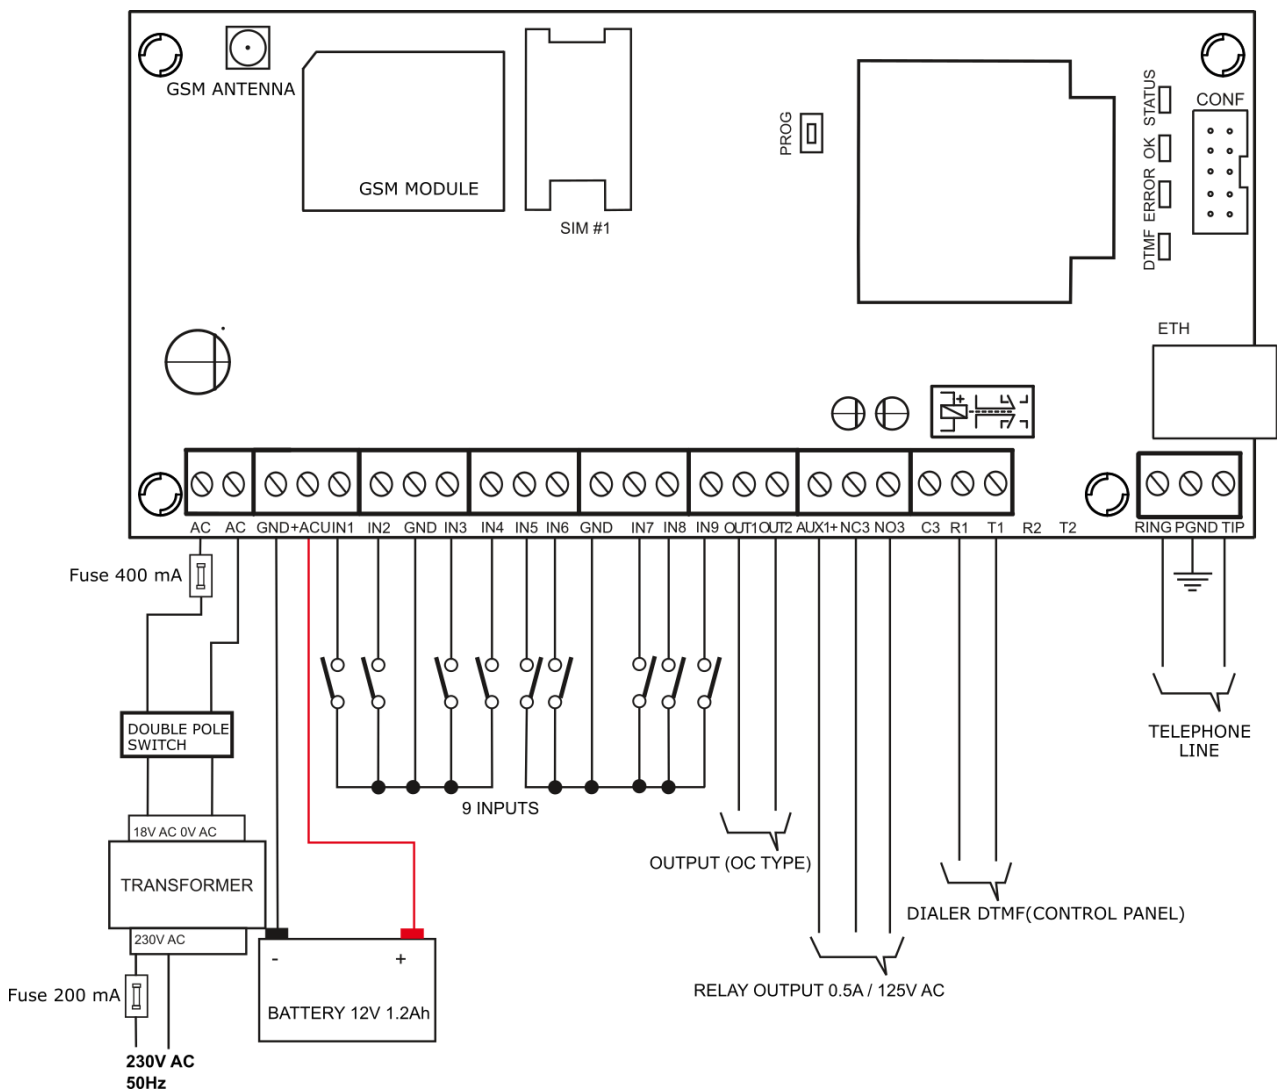 GSM ANTENNA
GSM MODULE
SIM #1
PROG
STATUS
OK
ERROR
DTMF
CONF
ETH
AC AC GND +ACU IN1 IN2 GND IN3 IN4 IN5 IN6 GND IN7 IN8 IN9 OUT1 OUT2 AUX1+ NC3 NO3 C3 R1 T1 R2 T2 RING PGND TIP
Fuse 400 mA
DOUBLE POLE
SWITCH
18V AC 0V AC
TRANSFORMER
230V AC
Fuse 200 mA
230V AC
50Hz
- +
BATTERY 12V 1.2Ah
9 INPUTS
OUTPUT (OC TYPE)
RELAY OUTPUT 0.5A / 125V AC
DIALER DTMF(CONTROL PANEL)
TELEPHONE
LINE